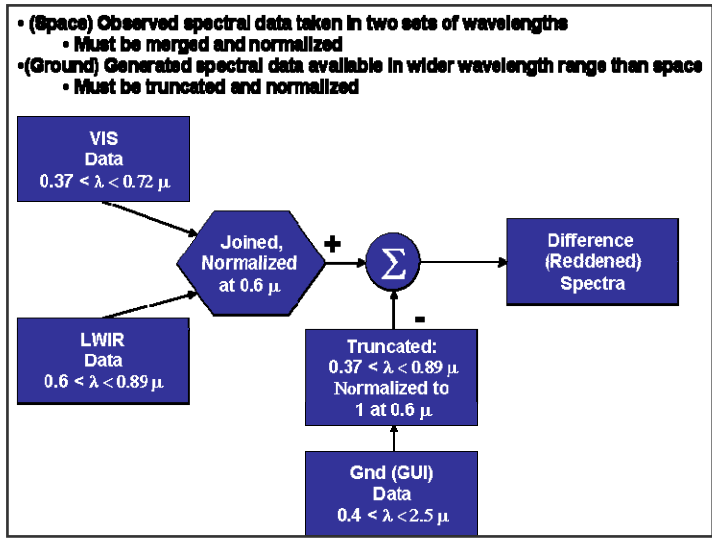 • (Space) Observed spectral data taken in two sets of wavelengths
• Must be merged and normalized
•(Ground) Generated spectral data available in wider wavelength range than space
• Must be truncated and normalized
VIS
Data
0.37 < λ < 0.72 μ
Joined,
Normalized
at 0.6 μ
+
Σ
Difference
(Reddened)
Spectra
-
LWIR
Data
0.6 < λ < 0.89 μ
Truncated:
0.37 < λ < 0.89 μ
Normalized to
1 at 0.6 μ
Gnd (GUI)
Data
0.4 < λ < 2.5 μ